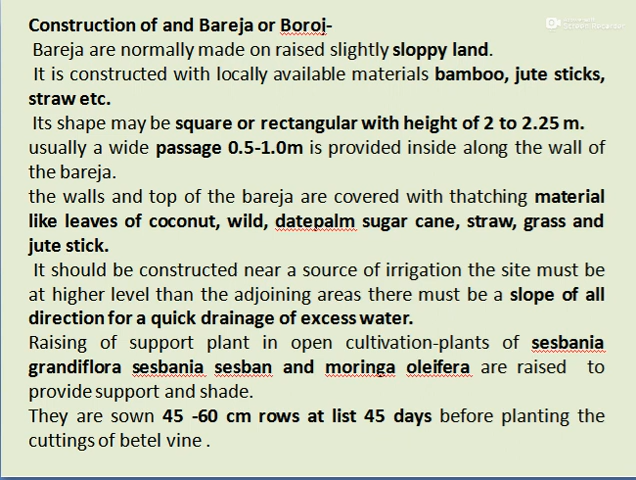 Construction of and Bareja or Boroj-
Bareja are normally made on raised slightly sloppy land.
It is constructed with locally available materials bamboo, jute sticks,
straw etc.
Its shape may be square or rectangular with height of 2 to 2.25 m.
usually a wide passage 0.5-1.0m is provided inside along the wall of
the bareja.
the walls and top of the bareja are covered with thatching material
like leaves of coconut, wild, datepalm sugar cane, straw, grass and
jute stick.
It should be constructed near a source of irrigation the site must be
at higher level than the adjoining areas there must be a slope of all
direction for a quick drainage of excess water.
Raising of support plant in open cultivation-plants of sesbania
grandiflora sesbania sesban and moringa oleifera are raised to
provide support and shade.
They are sown 45 -60 cm rows at list 45 days before planting the
cuttings of betel vine .